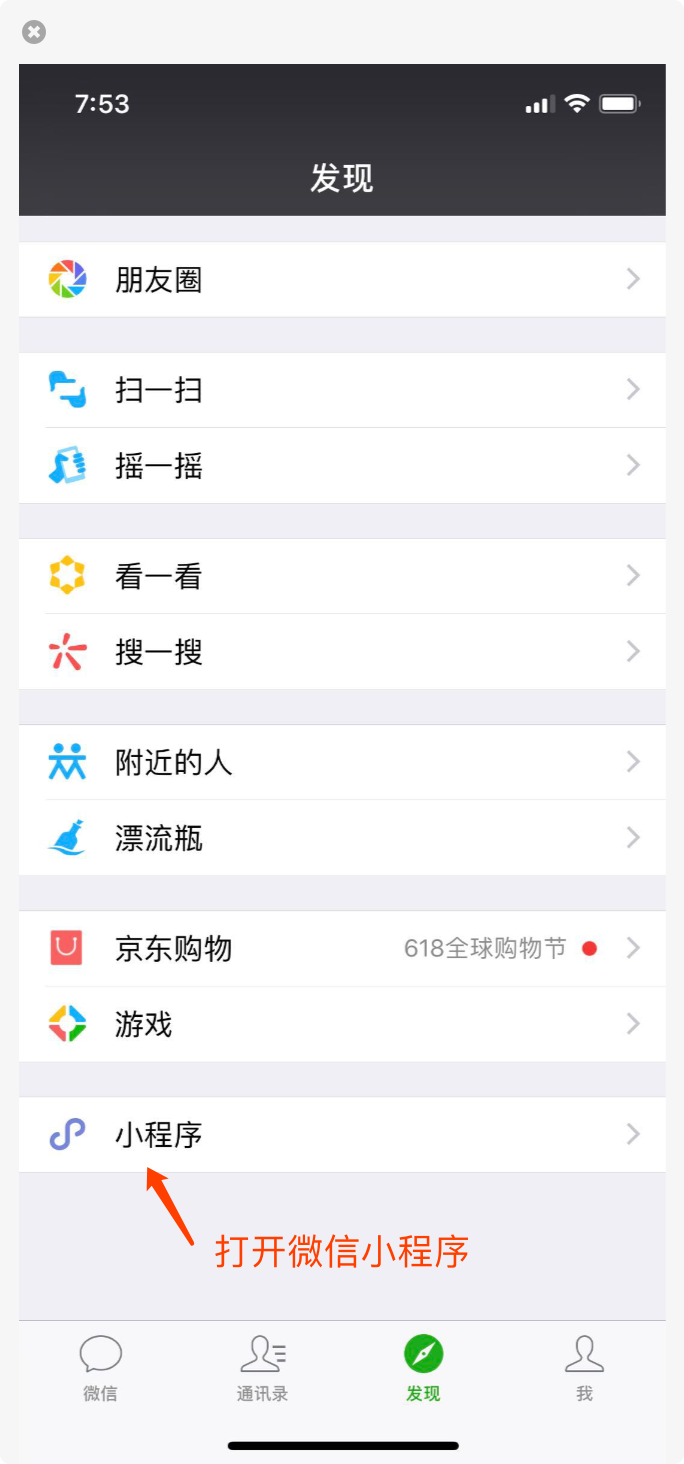 7:53
发现
朋友圈
扫一扫
摇一摇
看一看
搜一搜
附近的人
漂流瓶
京东购物 618全球购物节
游戏
小程序
打开微信小程序
微信 通讯录 发现 我